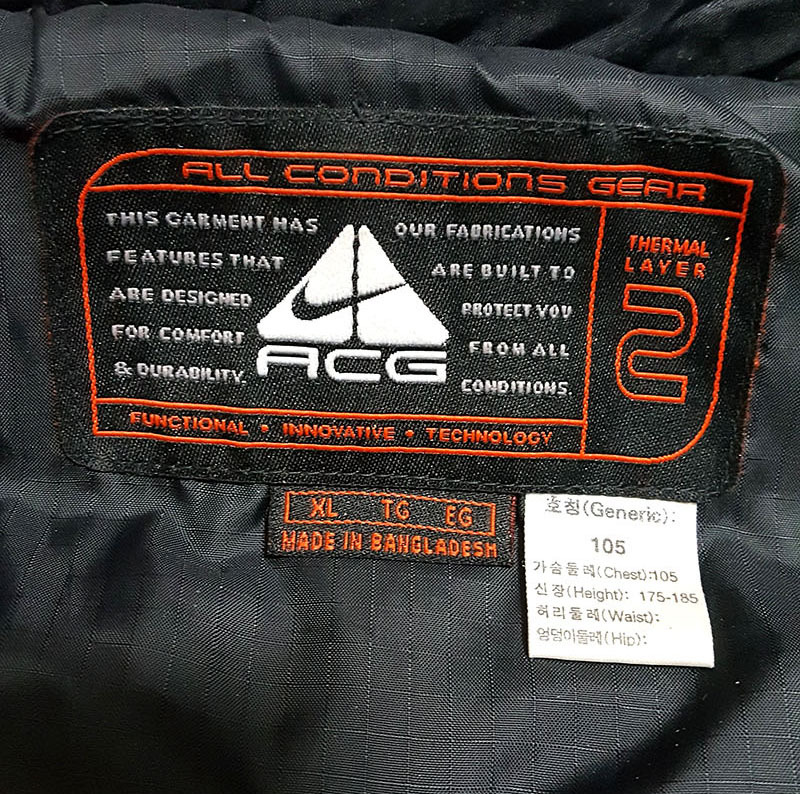 ALL CONDITIONS GEAR
THIS GARMENT HAS
FEATURES THAT
ARE DESIGNED
FOR COMFORT
& DURABILITY.
ACG
OUR FABRICATIONS
ARE BUILT TO
PROTECT YOU
FROM ALL
CONDITIONS.
THERMAL
LAYER
2
FUNCTIONAL • INNOVATIVE • TECHNOLOGY
XL TG EG
MADE IN BANGLADESH
호칭(Generic):
105
가슴둘레(Chest):105
신장(Height): 175-185
허리둘레(Waist):
엉덩이둘레(Hip):